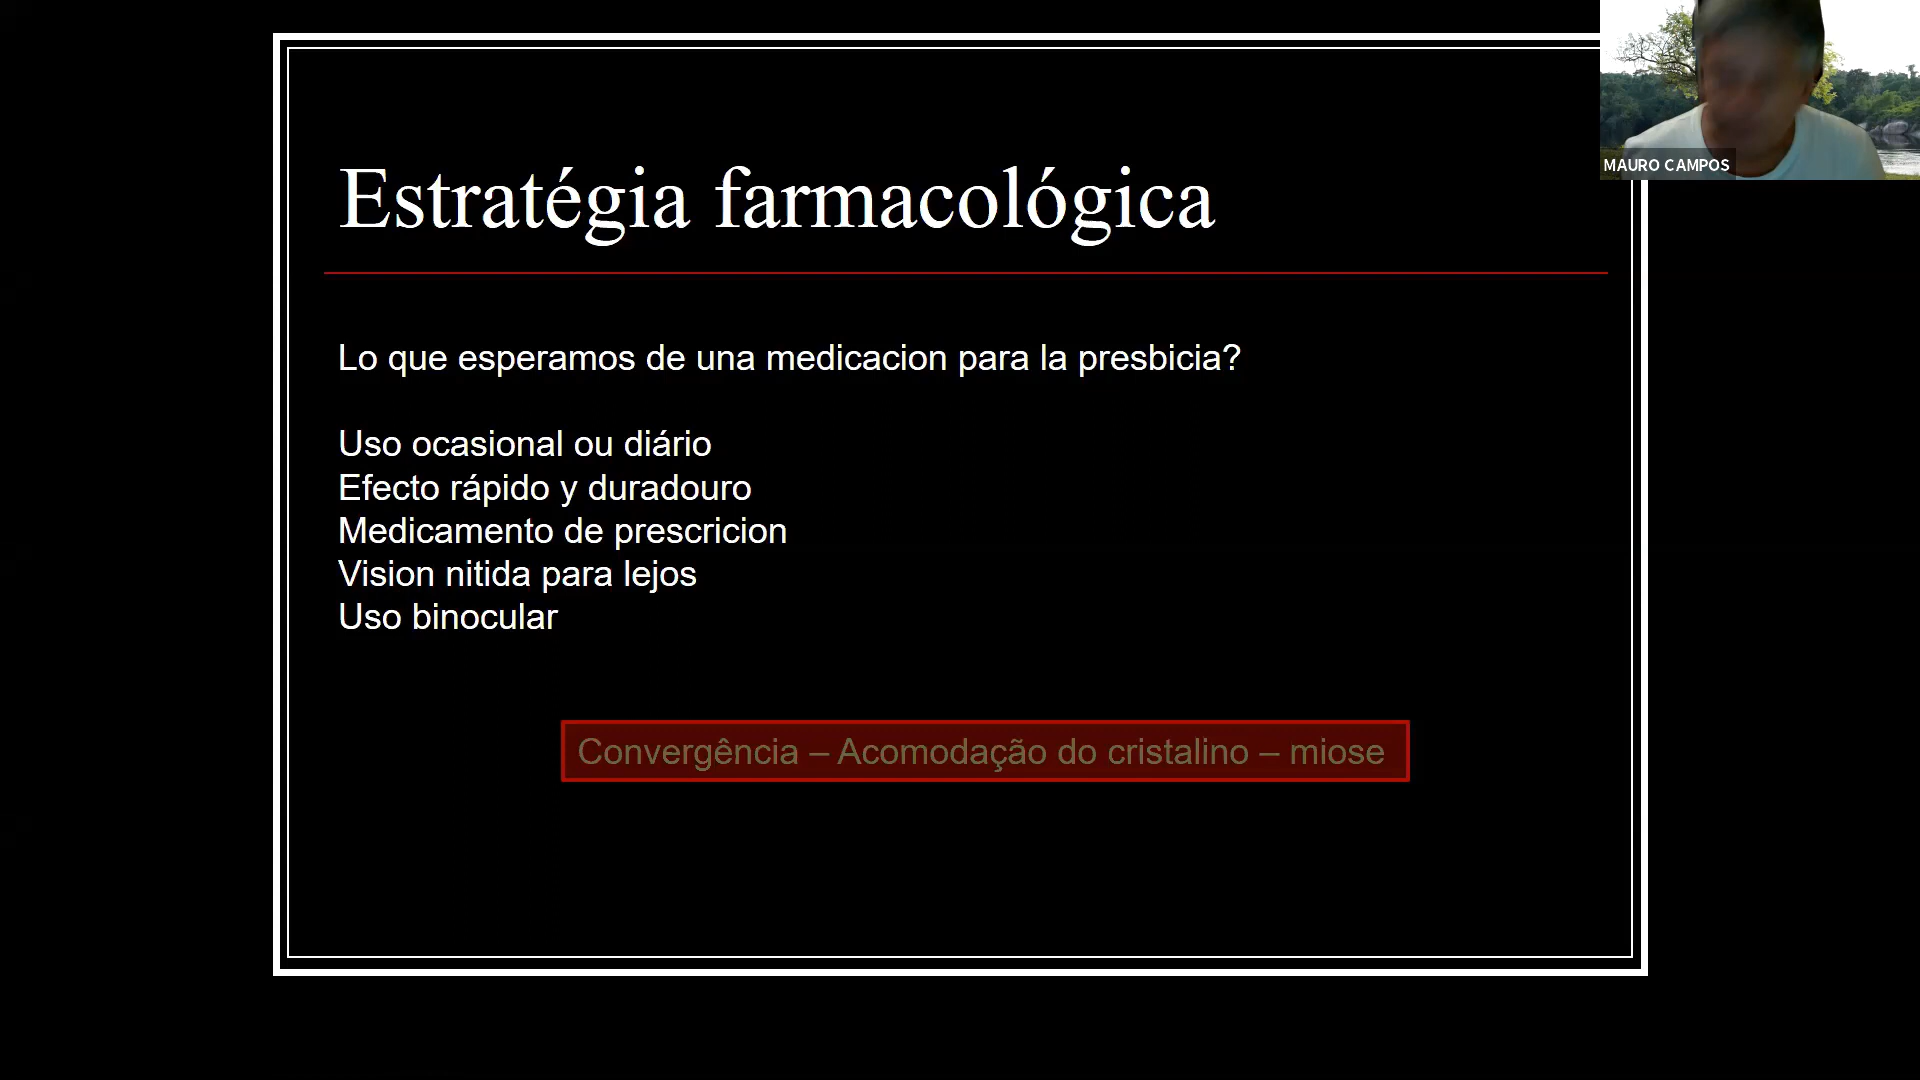 Estratégia farmacológica
MAURO CAMPOS
Lo que esperamos de una medicacion para la presbicia?
Uso ocasional ou diário
Efecto rápido y duradouro
Medicamento de prescricion
Vision nitida para lejos
Uso binocular
Convergência – Acomodação do cristalino – miose